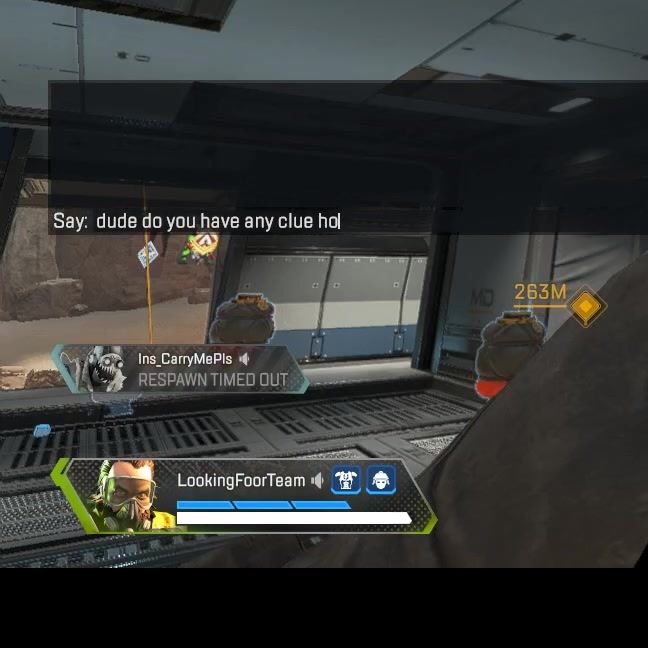 Say: dude do you have any clue ho
263M
Ins_CarryMePls
RESPAWN TIMED OUT
LookingFoorTeam